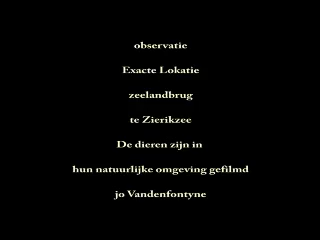 observatie
Exacte Lokatie
zeelandbrug
te Zierikzee
De dieren zijn in
hun natuurlijke omgeving gefilmd
jo Vandenfontyne